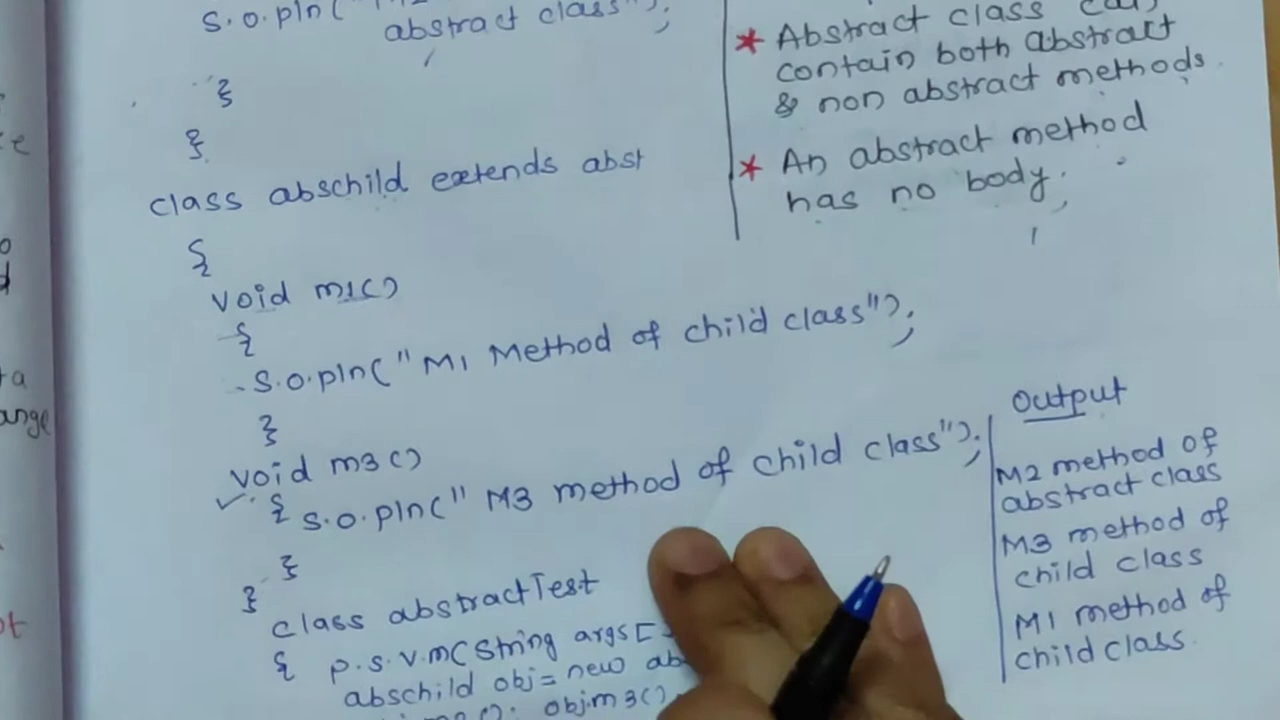 S.O.Pln("
abstract class");
}
}
class abschild extends abst
{
void m1()
{
S.O.Pln("M1 Method of child class");
}
void m3()
{ S.O.Pln("M3 method of child class");
}
}
class abstractTest
{ P.S.V.m(String args[
abschild obj=new ab
obj.m3()
* Abstract class can
contain both abstract
& non abstract methods.
* An abstract method
has no body.
Output
M2 method of
abstract class
M3 method of
child class
M1 method of
child class.